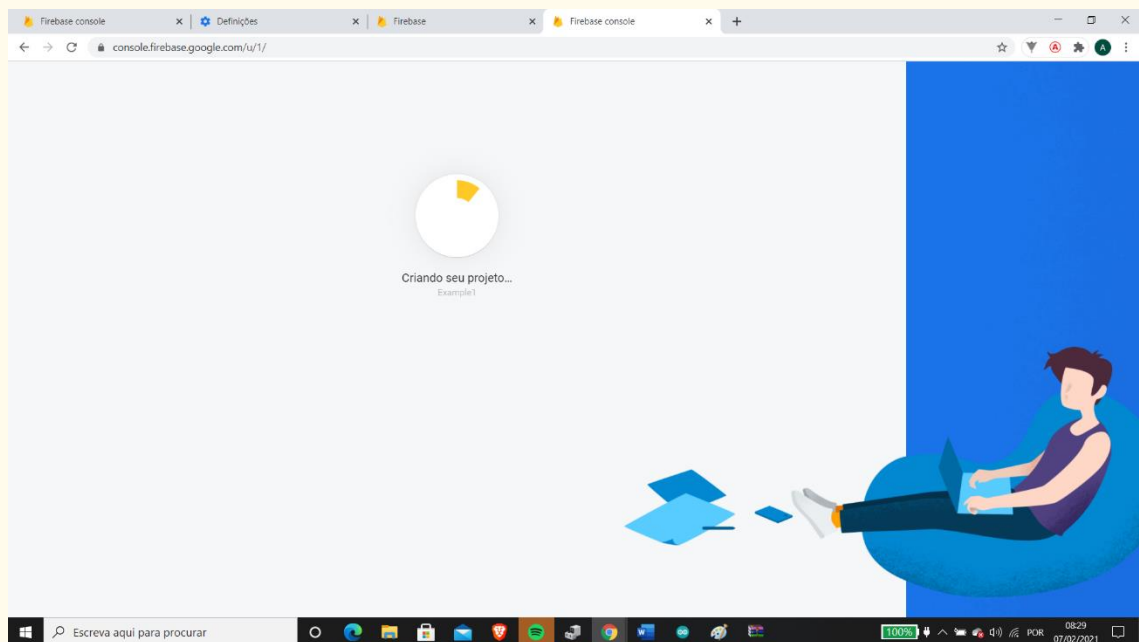 Firebase console
Definições
Firebase
Firebase console
console.firebase.google.com/u/1/
A
A
Criando seu projeto...
Example1
Escreva aqui para procurar
W
100%
POR
08:29
07/02/2021